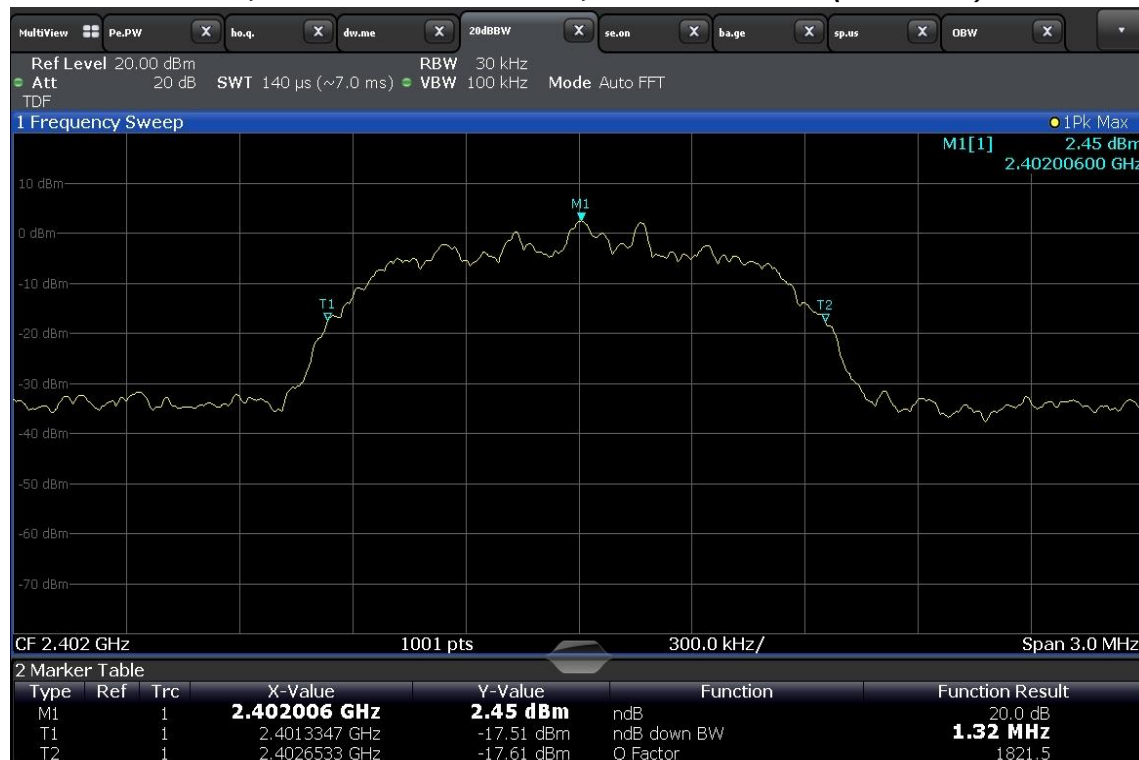 MultiView Pe.PW X ho.q. X dw.me X 20dBBW X se.on X ba.ge X sp.us X OBW X
Ref Level 20.00 dBm RBW 30 kHz
Att 20 dB SWT 140 µs (~7.0 ms) VBW 100 kHz Mode Auto FFT
TDF
1 Frequency Sweep 1Pk Max
M1[1] 2.45 dBm
2.40200600 GHz
10 dBm
M1
0 dBm
-10 dBm
T1 T2
-20 dBm
-30 dBm
-40 dBm
-50 dBm
-60 dBm
-70 dBm
CF 2.402 GHz 1001 pts 300.0 kHz/ Span 3.0 MHz
2 Marker Table
Type Ref Trc X-Value Y-Value Function Function Result
M1 1 2.402006 GHz 2.45 dBm ndB 20.0 dB
T1 1 2.4013347 GHz -17.51 dBm ndB down BW 1.32 MHz
T2 1 2.4026533 GHz -17.61 dBm Q Factor 1821.5